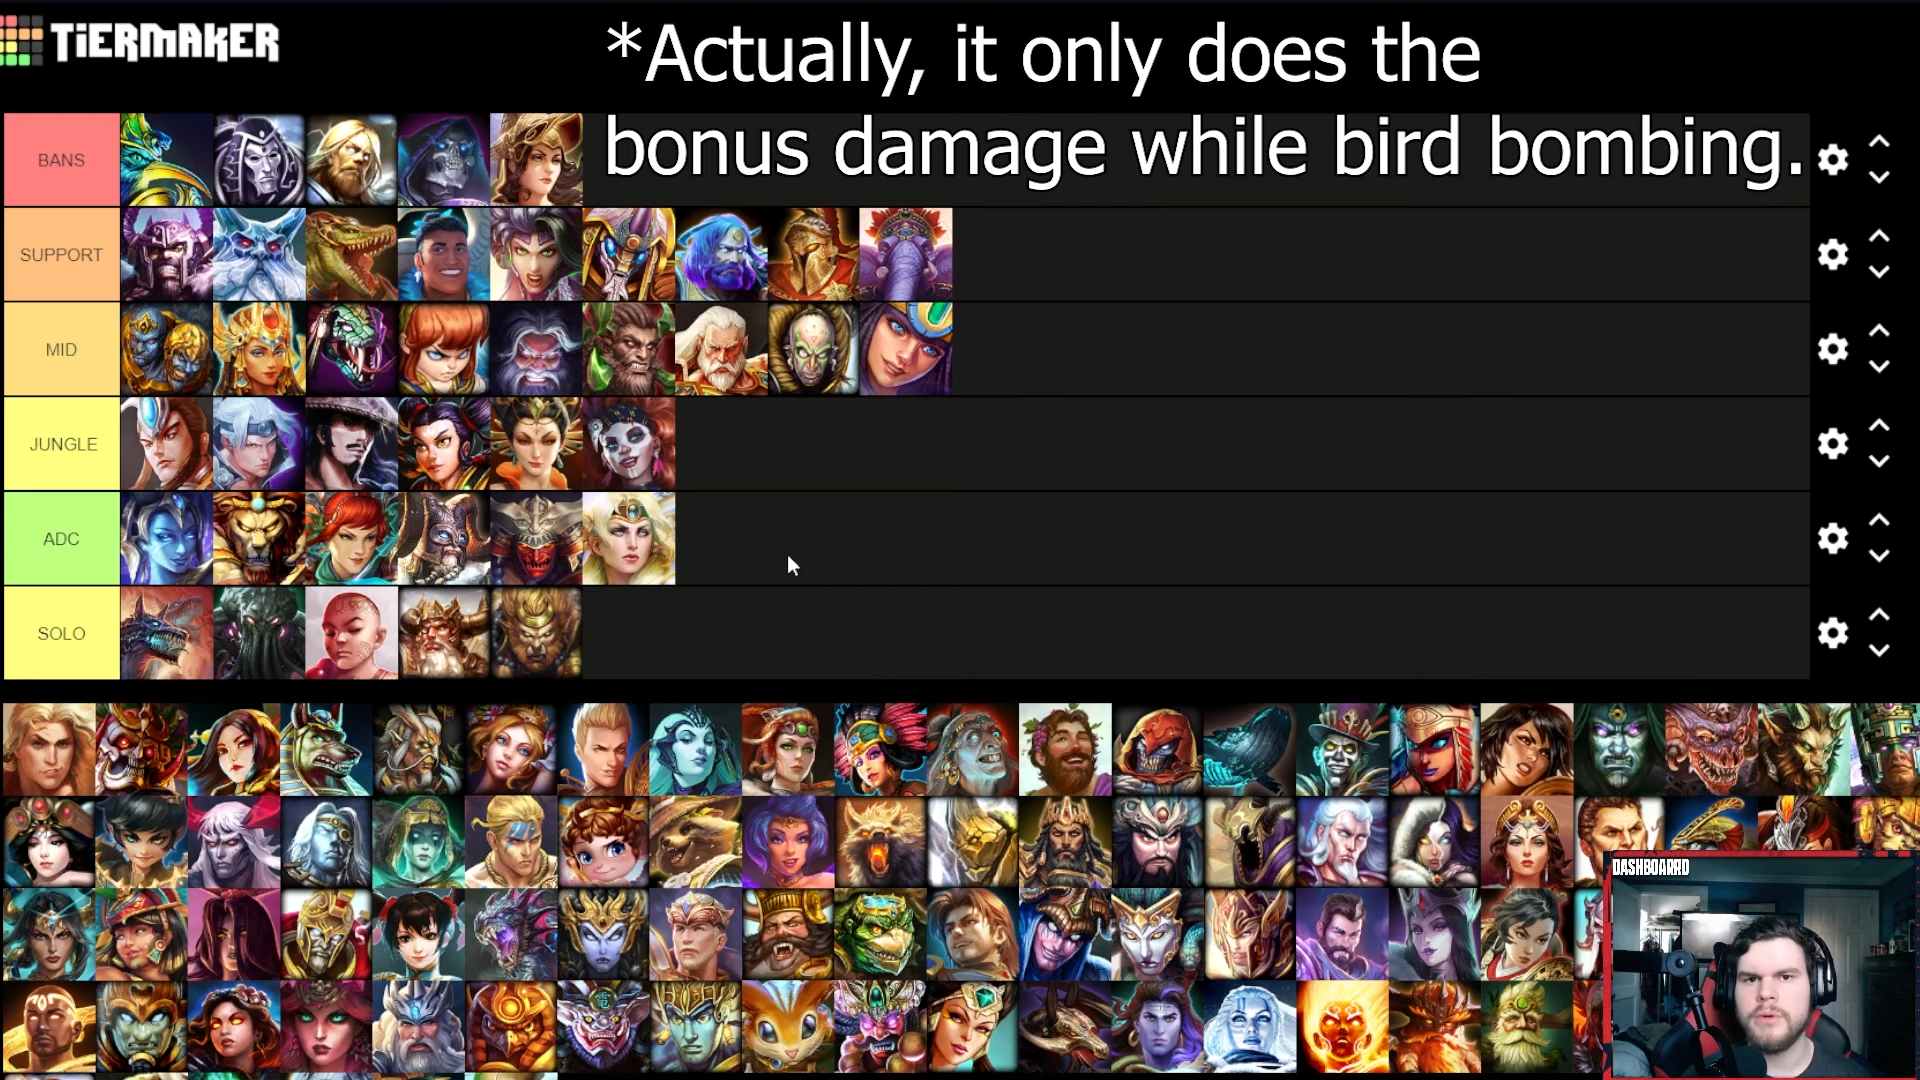 TiERMAKER
*Actually, it only does the
bonus damage while bird bombing.
BANS
SUPPORT
MID
JUNGLE
ADC
SOLO
DASHBOARRD